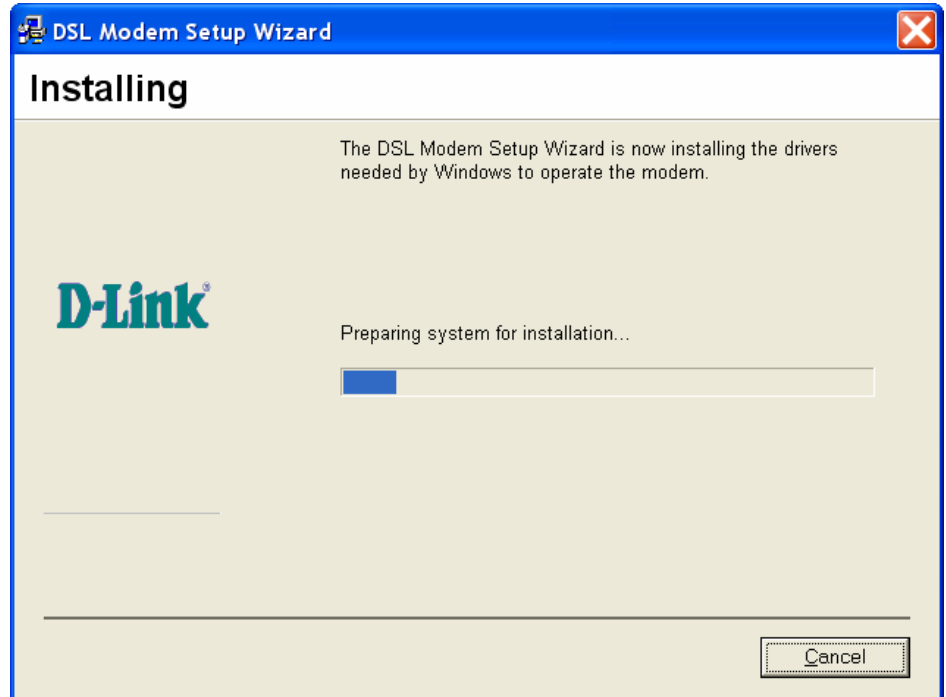 DSL Modem Setup Wizard
Installing
The DSL Modem Setup Wizard is now installing the drivers
needed by Windows to operate the modem.
D-Link®
Preparing system for installation...
Cancel